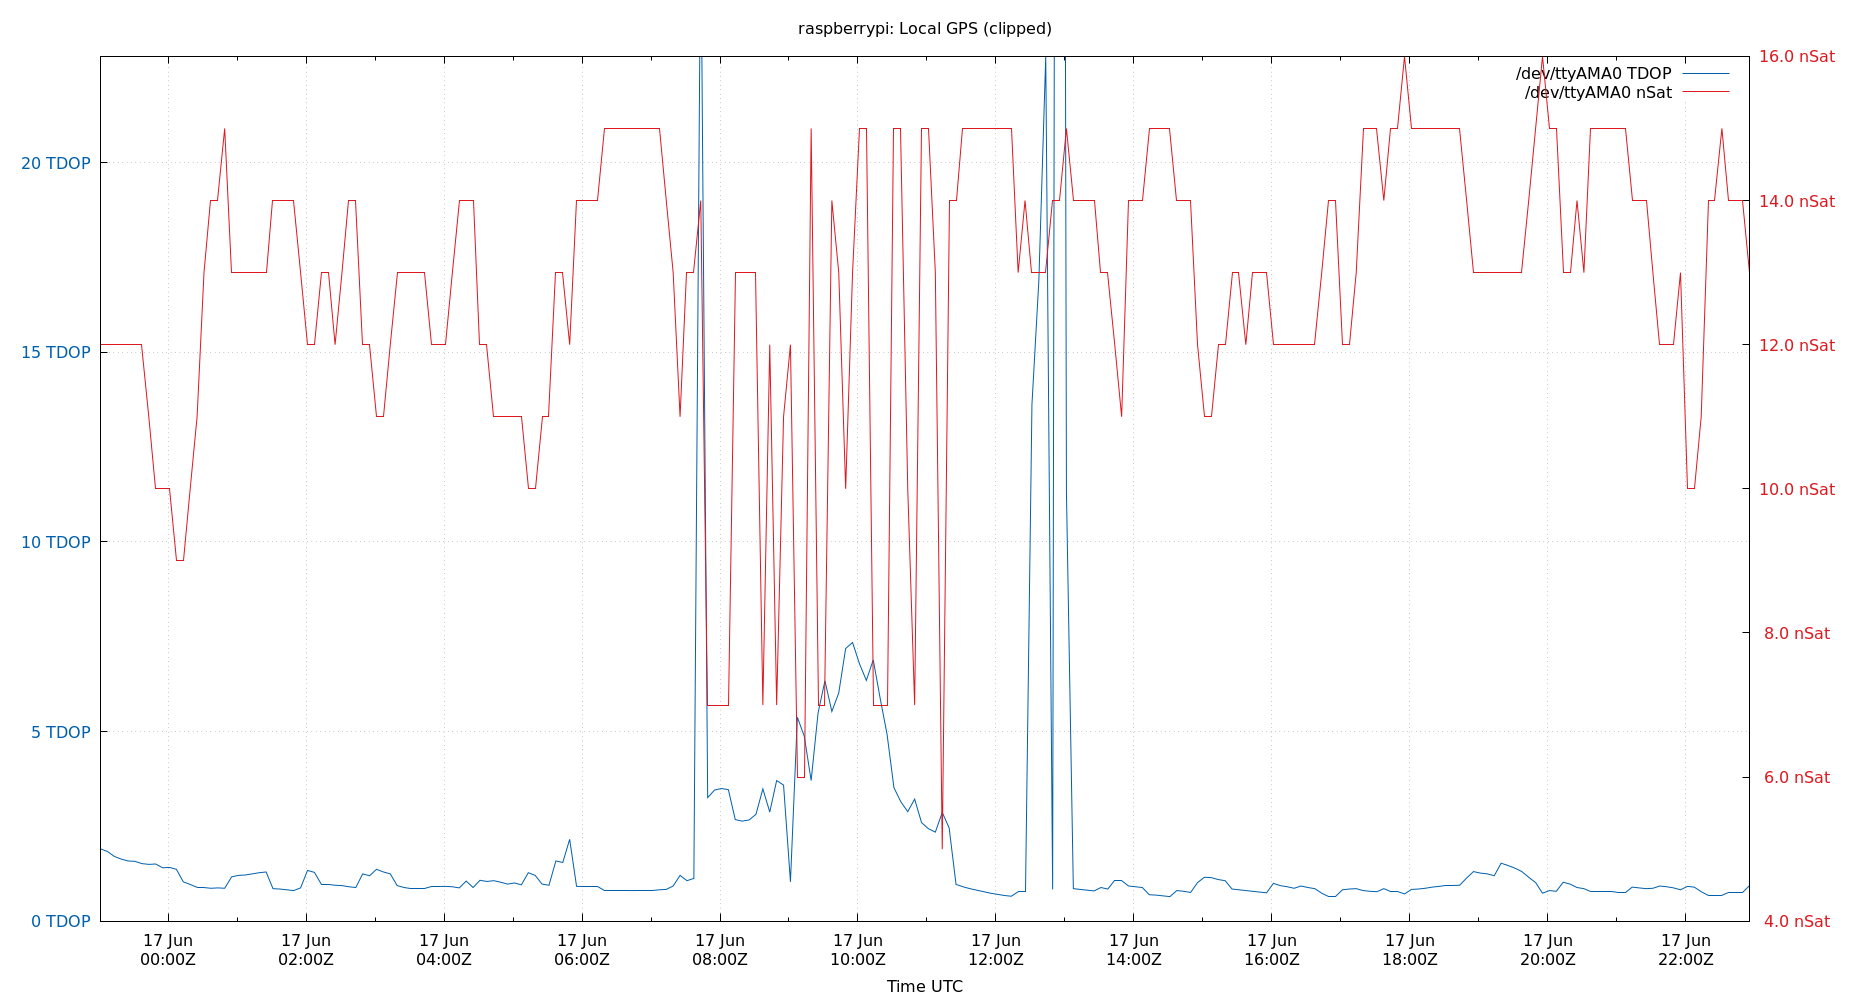 raspberrypi: Local GPS (clipped)
16.0 nSat
/dev/ttyAMA0 TDOP
/dev/ttyAMA0 nSat
20 TDOP
14.0 nSat
15 TDOP
12.0 nSat
10.0 nSat
10 TDOP
8.0 nSat
5 TDOP
6.0 nSat
0 TDOP
4.0 nSat
17 Jun 17 Jun 17 Jun 17 Jun 17 Jun 17 Jun 17 Jun 17 Jun 17 Jun 17 Jun 17 Jun 17 Jun
00:00Z 02:00Z 04:00Z 06:00Z 08:00Z 10:00Z 12:00Z 14:00Z 16:00Z 18:00Z 20:00Z 22:00Z
Time UTC